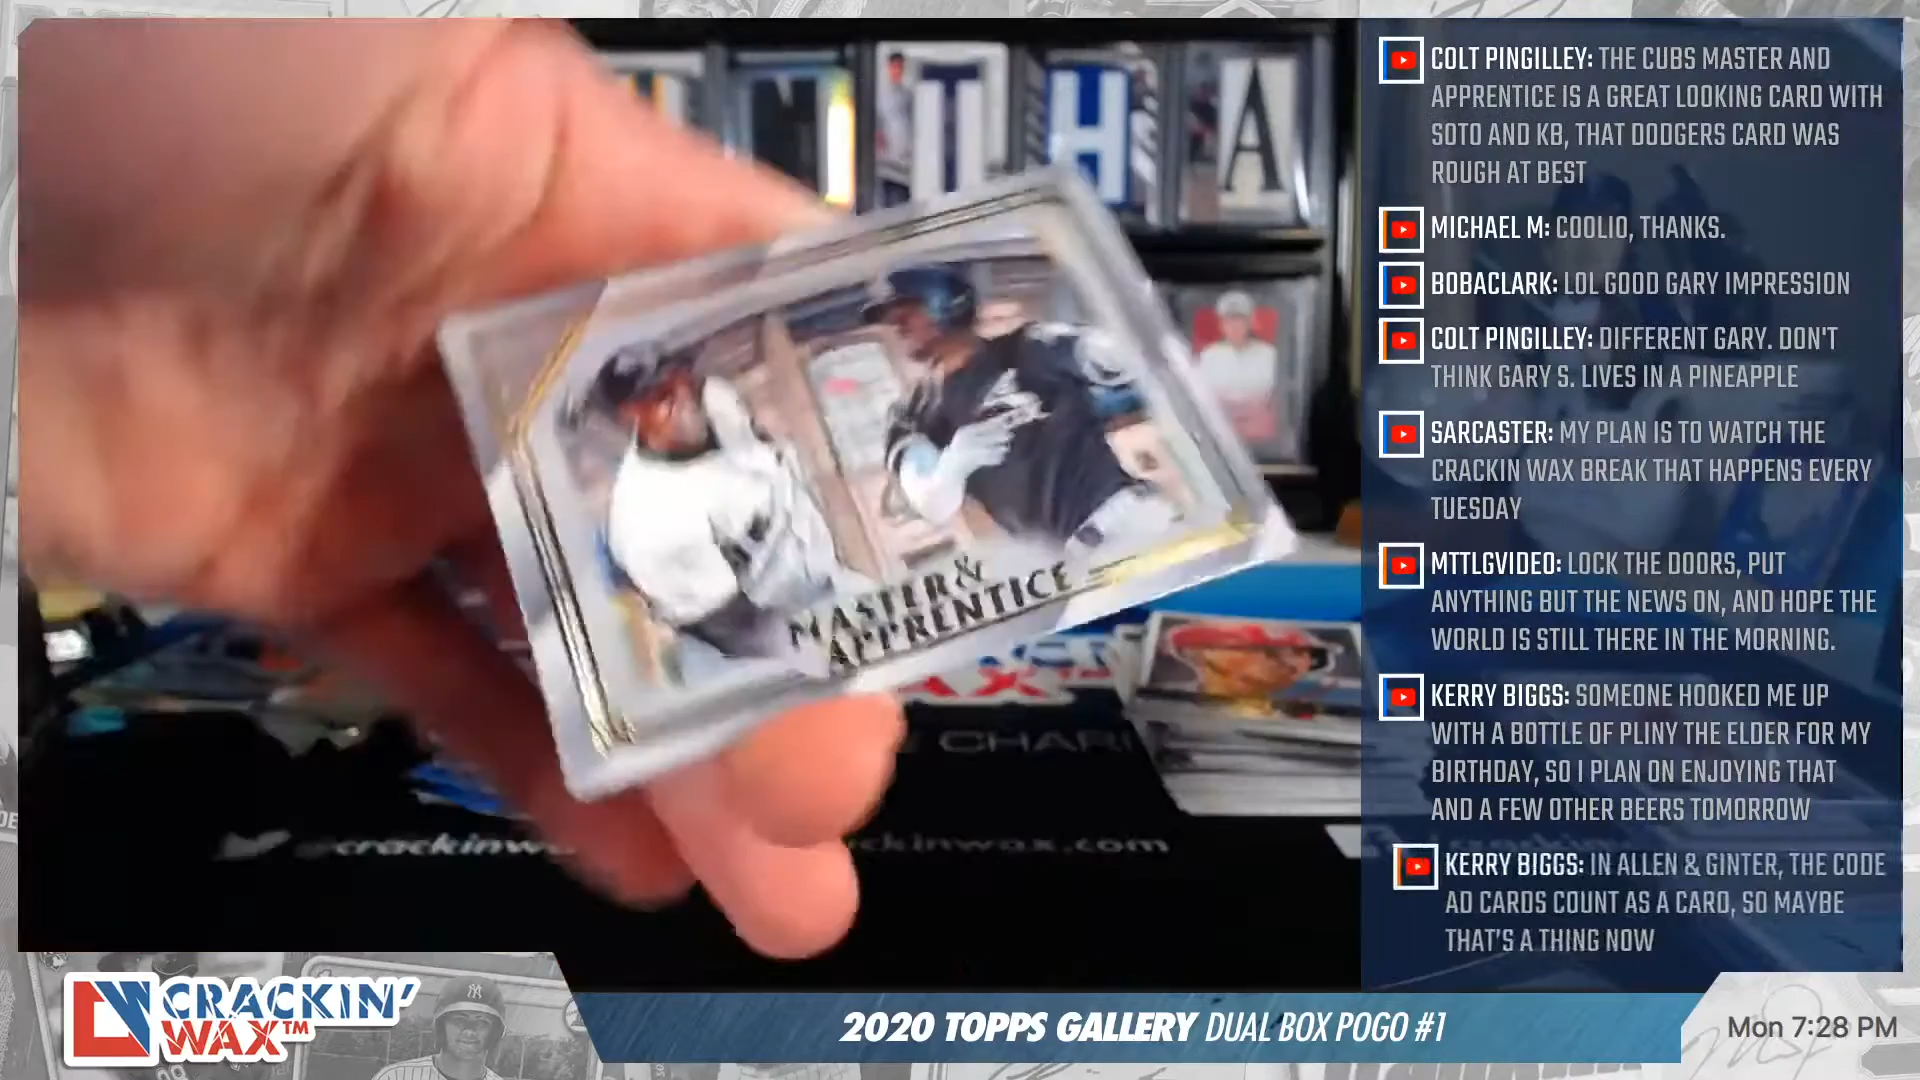 T H A
MASTER &
APPRENTICE
COLT PINGILLEY: THE CUBS MASTER AND
APPRENTICE IS A GREAT LOOKING CARD WITH
SOTO AND KB, THAT DODGERS CARD WAS
ROUGH AT BEST
MICHAEL M: COOLIO, THANKS.
BOBACLARK: LOL GOOD GARY IMPRESSION
COLT PINGILLEY: DIFFERENT GARY. DON'T
THINK GARY S. LIVES IN A PINEAPPLE
SARCASTER: MY PLAN IS TO WATCH THE
CRACKIN WAX BREAK THAT HAPPENS EVERY
TUESDAY
MTTLGVIDEO: LOCK THE DOORS, PUT
ANYTHING BUT THE NEWS ON, AND HOPE THE
WORLD IS STILL THERE IN THE MORNING.
KERRY BIGGS: SOMEONE HOOKED ME UP
WITH A BOTTLE OF PLINY THE ELDER FOR MY
BIRTHDAY, SO I PLAN ON ENJOYING THAT
AND A FEW OTHER BEERS TOMORROW
KERRY BIGGS: IN ALLEN & GINTER, THE CODE
AD CARDS COUNT AS A CARD, SO MAYBE
THAT'S A THING NOW
CRACKIN'
WAX™
2020 TOPPS GALLERY DUAL BOX POGO #1
Mon 7:28 PM